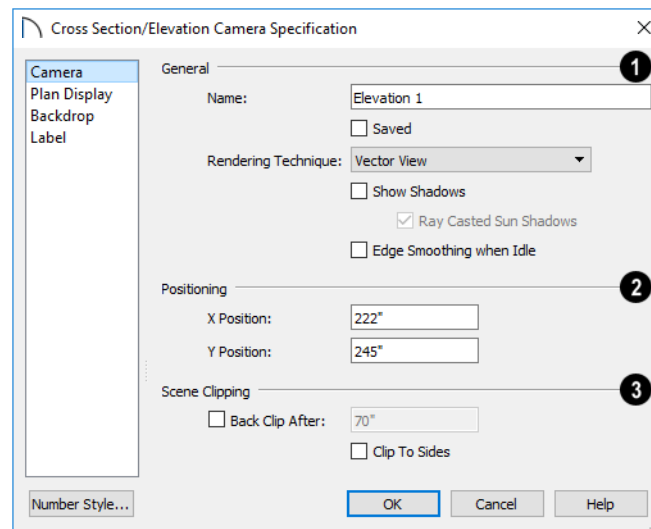 Cross Section/Elevation Camera Specification
Camera
Plan Display
Backdrop
Label
General
1
Name: Elevation 1
Saved
Rendering Technique: Vector View
Show Shadows
Ray Casted Sun Shadows
Edge Smoothing when Idle
Positioning
2
X Position: 222"
Y Position: 245"
Scene Clipping
3
Back Clip After: 70"
Clip To Sides
Number Style... OK Cancel Help